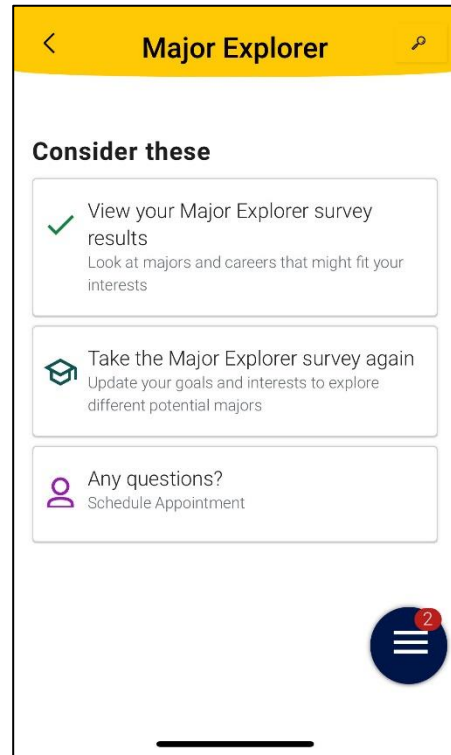 Major Explorer
Consider these
View your Major Explorer survey
results
Look at majors and careers that might fit your
interests
Take the Major Explorer survey again
Update your goals and interests to explore
different potential majors
Any questions?
Schedule Appointment
2